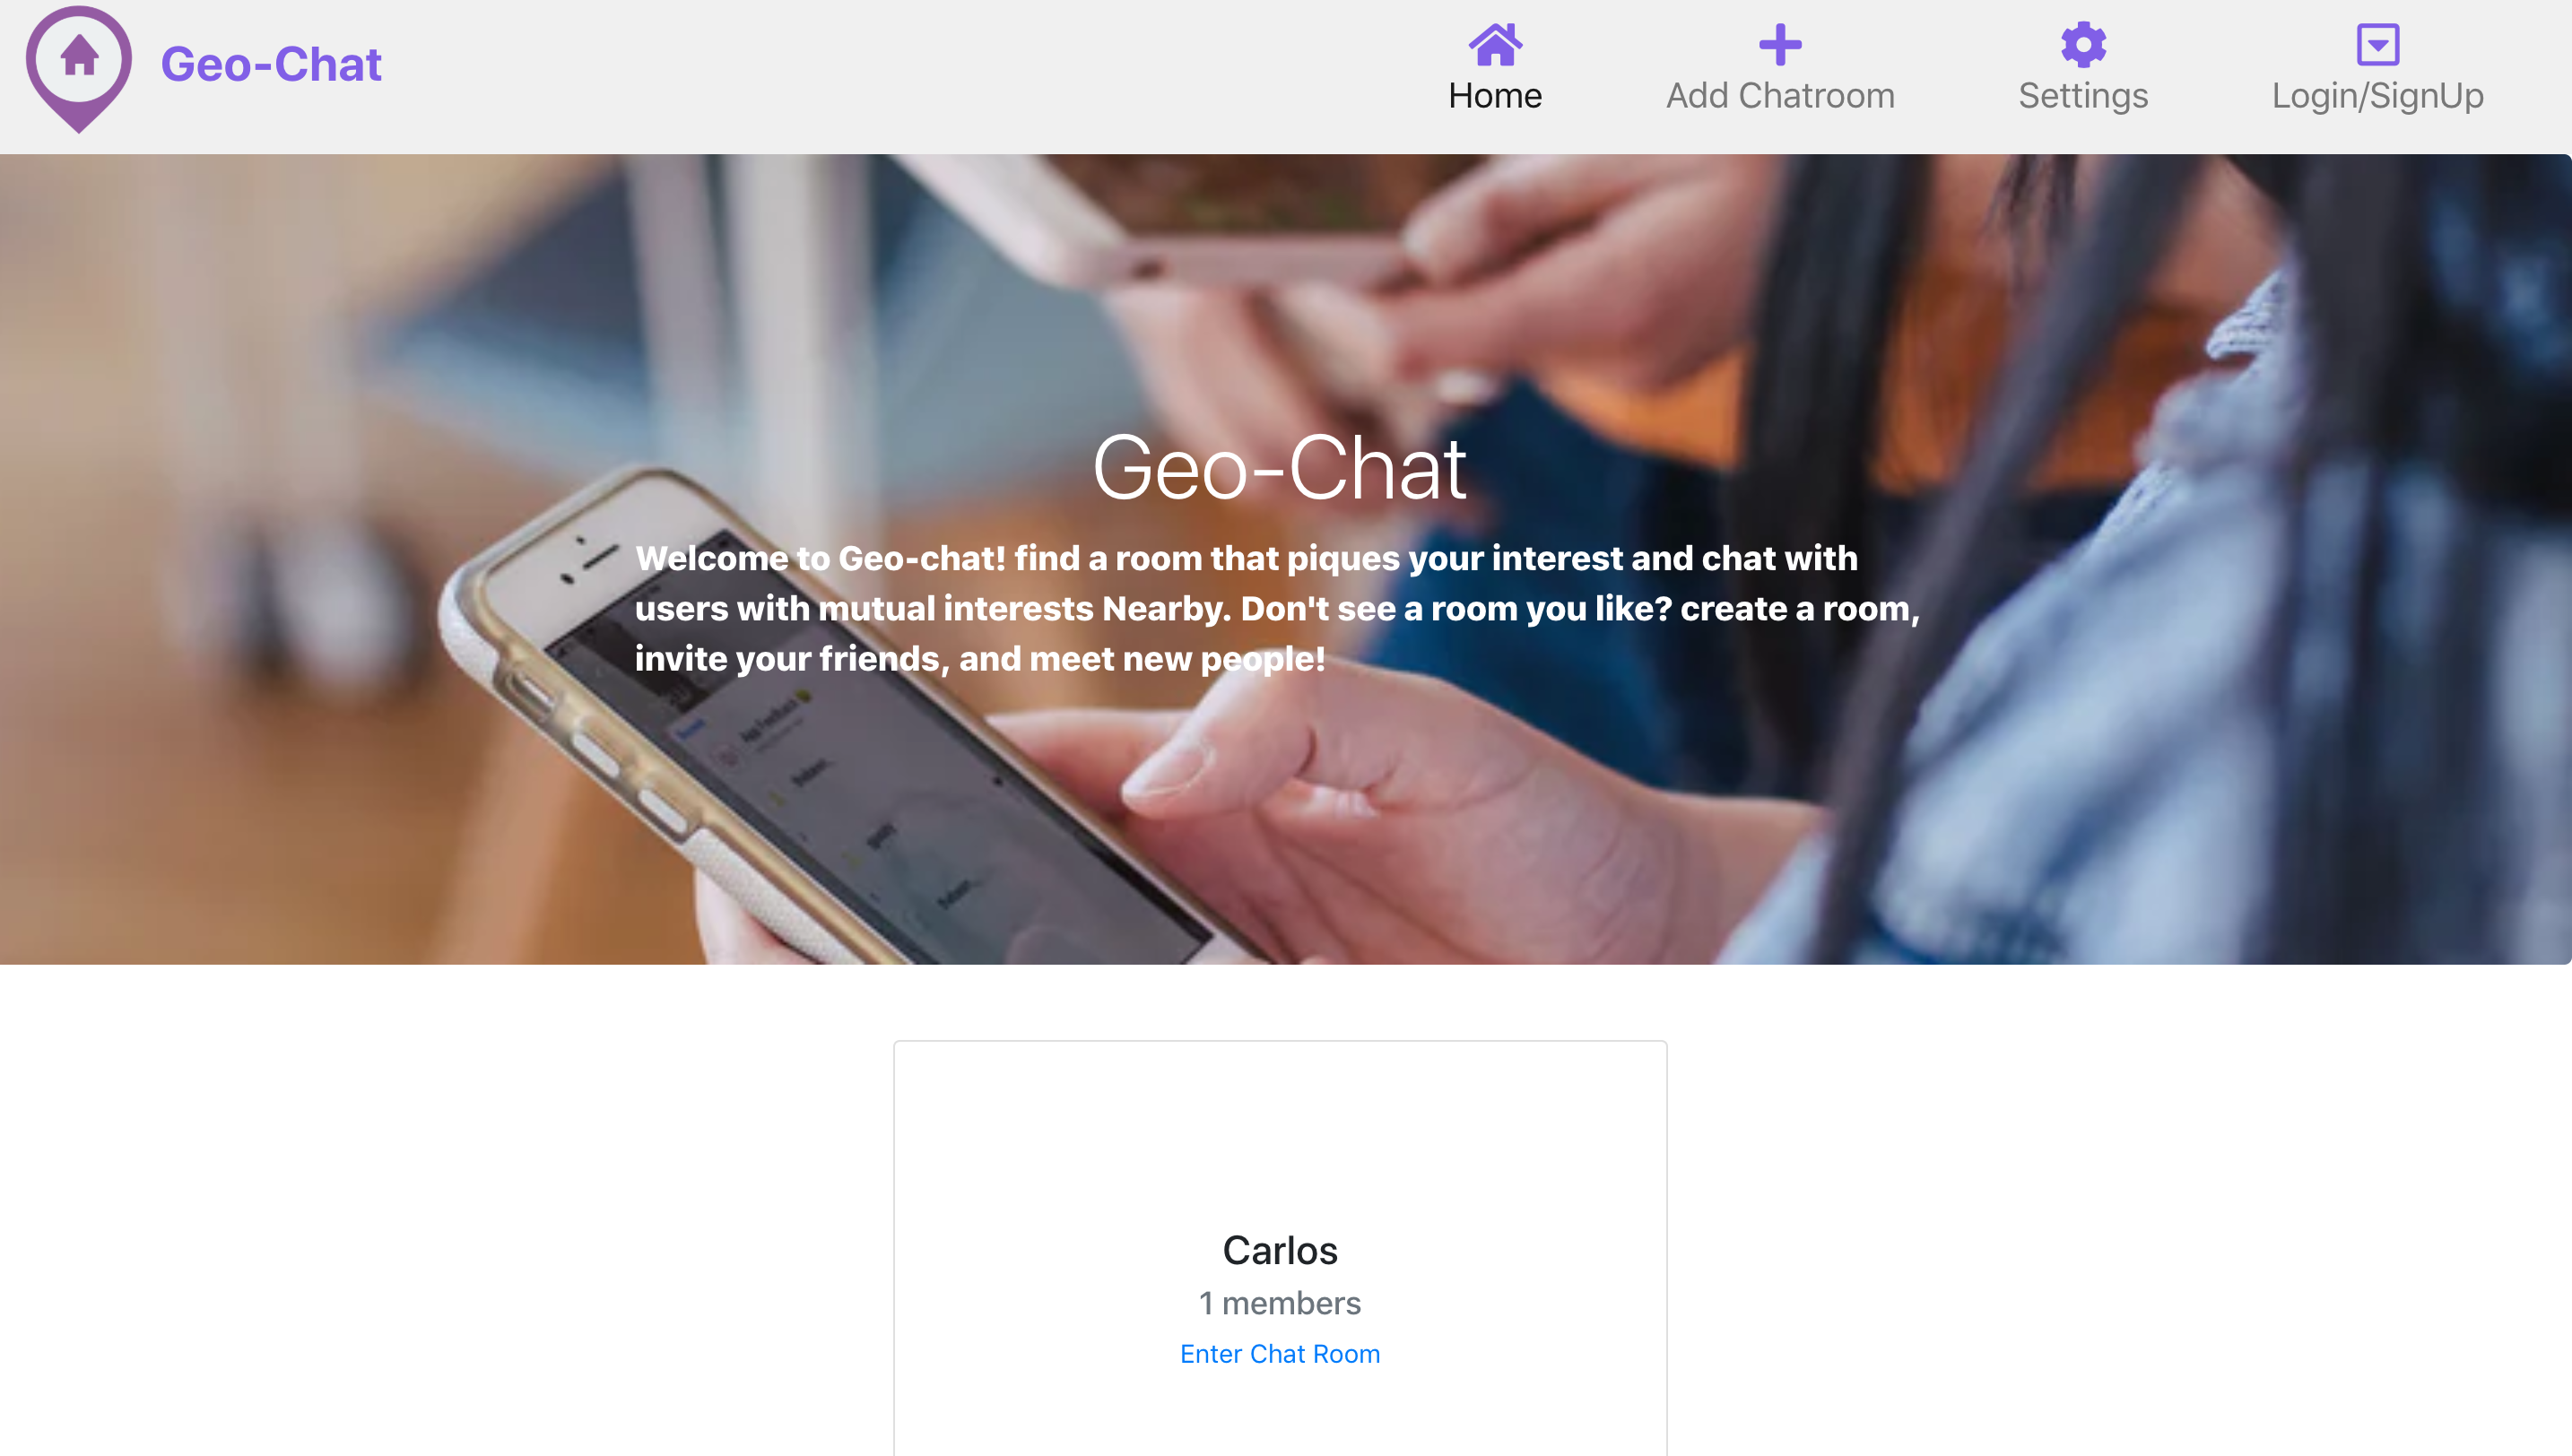 Geo-Chat
Home
Add Chatroom
Settings
Login/SignUp
Geo-Chat
Welcome to Geo-chat! find a room that piques your interest and chat with
users with mutual interests Nearby. Don't see a room you like? create a room,
invite your friends, and meet new people!
Carlos
1 members
Enter Chat Room